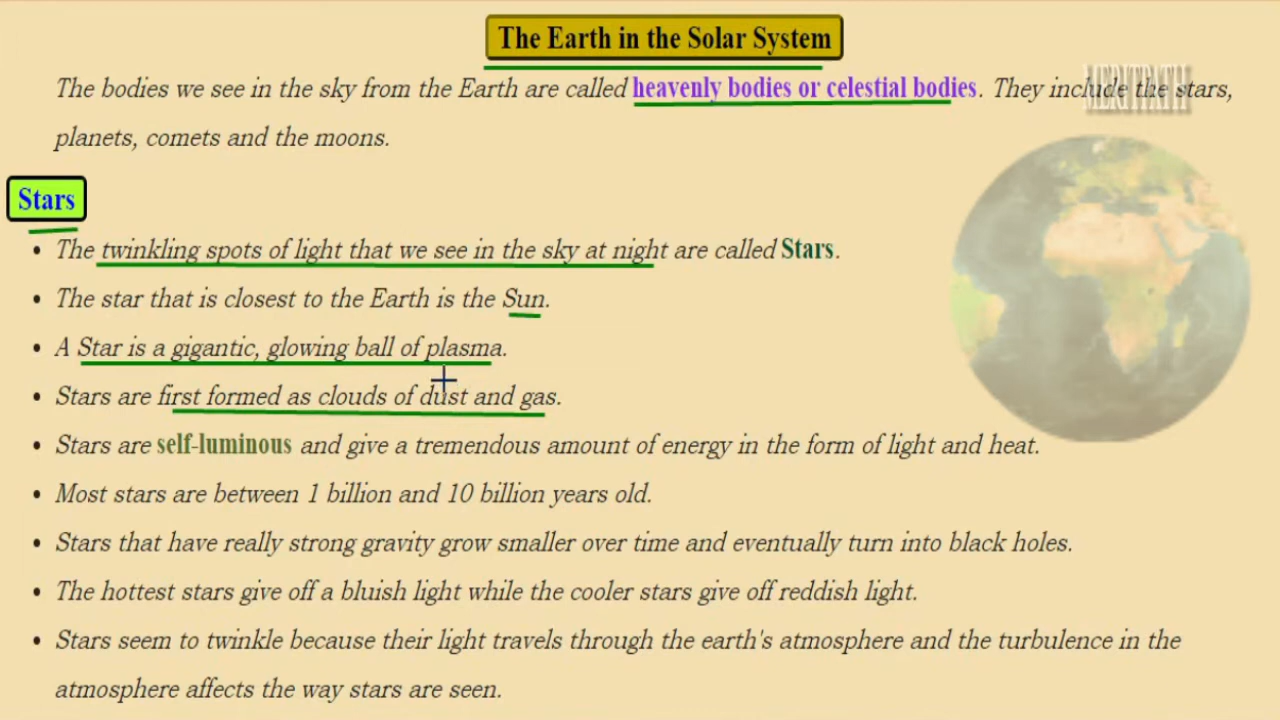 The Earth in the Solar System
MERITPATH
The bodies we see in the sky from the Earth are called heavenly bodies or celestial bodies. They include the stars,
planets, comets and the moons.
Stars
• The twinkling spots of light that we see in the sky at night are called Stars.
• The star that is closest to the Earth is the Sun.
• A Star is a gigantic, glowing ball of plasma.
• Stars are first formed as clouds of dust and gas.
• Stars are self-luminous and give a tremendous amount of energy in the form of light and heat.
• Most stars are between 1 billion and 10 billion years old.
• Stars that have really strong gravity grow smaller over time and eventually turn into black holes.
• The hottest stars give off a bluish light while the cooler stars give off reddish light.
• Stars seem to twinkle because their light travels through the earth's atmosphere and the turbulence in the
atmosphere affects the way stars are seen.